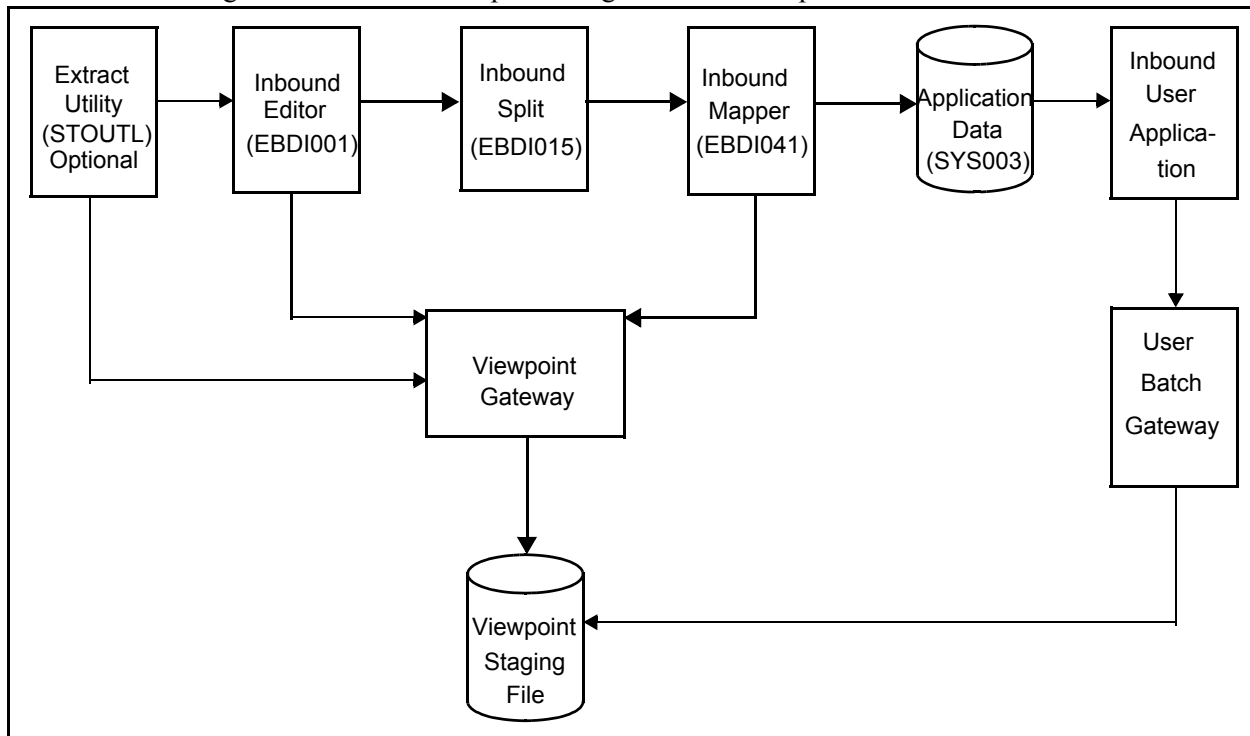 Extract
Utility
(STOUTL)
Optional
Inbound
Editor
(EBDI001)
Inbound
Split
(EBDI015)
Inbound
Mapper
(EBDI041)
Application
Data
(SYS003)
Inbound
User
Applica-
tion
Viewpoint
Gateway
User
Batch
Gateway
Viewpoint
Staging
File